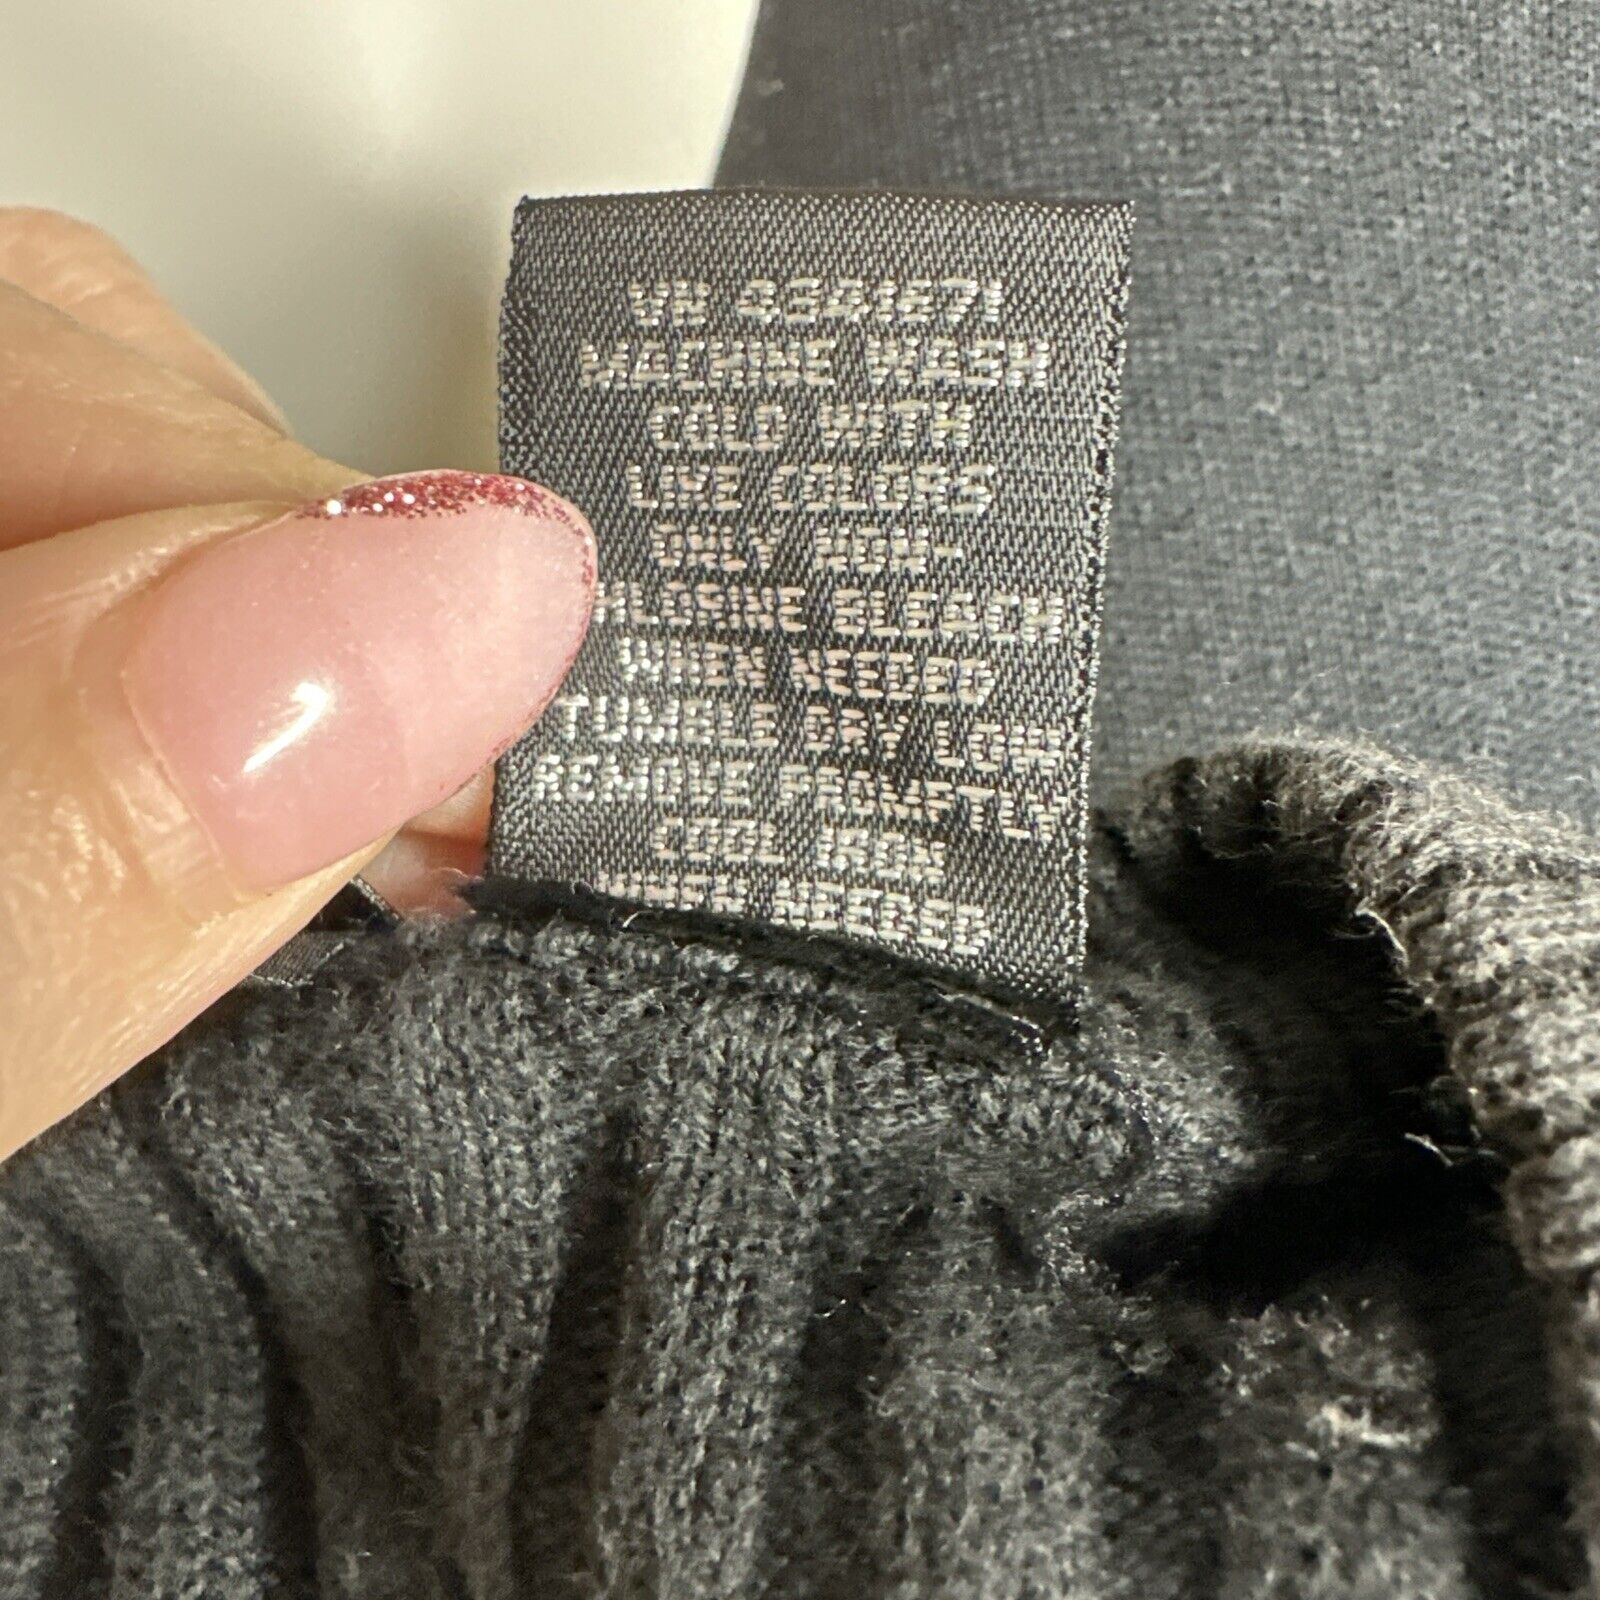 MACHINE WASH
COLD WITH
LIKE COLORS
ONLY NON-
BLEACH
WHEN NEEDED
TUMBLE DRY LOW
REMOVE PROMPTLY
COOL IRON